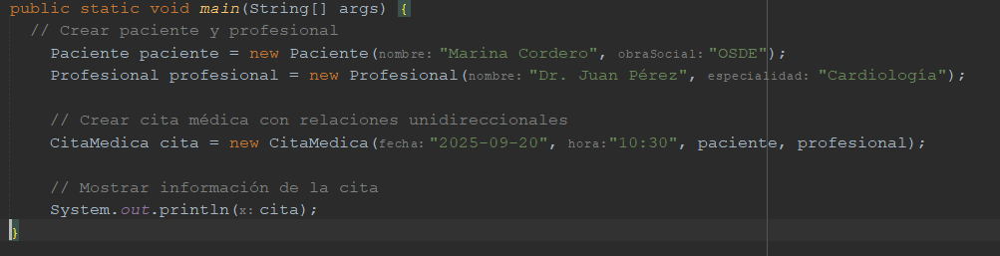 public static void main(String[] args) {
// Crear paciente y profesional
Paciente paciente = new Paciente(nombre: "Marina Cordero", obraSocial: "OSDE");
Profesional profesional = new Profesional(nombre: "Dr. Juan Pérez", especialidad: "Cardiología");
// Crear cita médica con relaciones unidireccionales
CitaMedica cita = new CitaMedica(fecha: "2025-09-20", hora: "10:30", paciente, profesional);
// Mostrar información de la cita
System.out.println(x: cita);
}